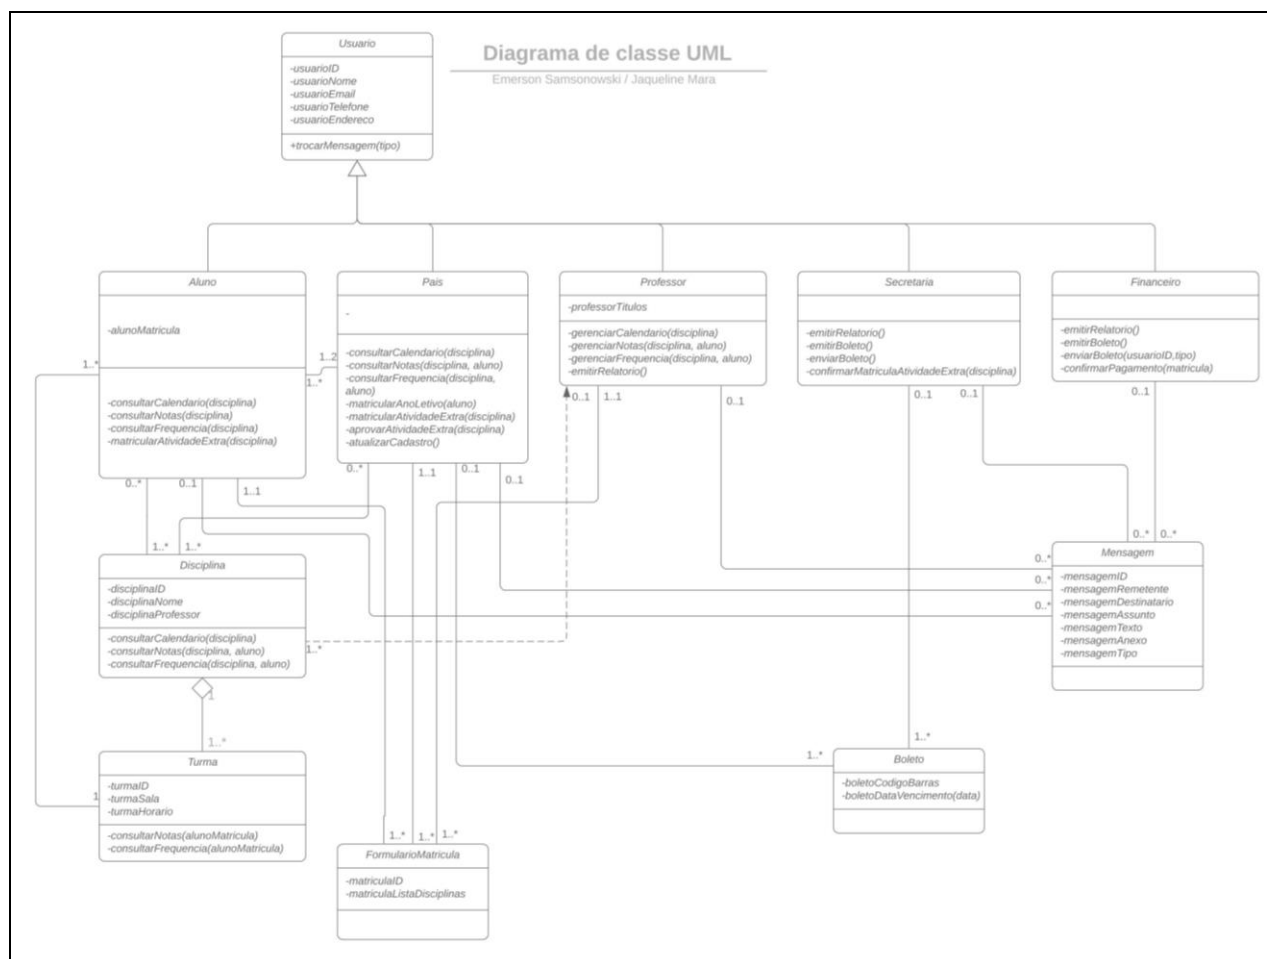 Usuario
-usuarioID
-usuarioNome
-usuarioEmail
-usuarioTelefone
-usuarioEndereco
+trocarMensagem(tipo)
Diagrama de classe UML
Emerson Samsonowski / Jaqueline Mara
Aluno
-alunoMatricula
-consultarCalendario(disciplina)
-consultarNotas(disciplina)
-consultarFrequencia(disciplina)
-matricularAtividadeExtra(disciplina)
1..*
1..2
1..*
0..*
0..1
1..1
Pais
-
-consultarCalendario(disciplina)
-consultarNotas(disciplina, aluno)
-consultarFrequencia(disciplina,
aluno)
-matricularAnoLetivo(aluno)
-matricularAtividadeExtra(disciplina)
-aprovarAtividadeExtra(disciplina)
-atualizarCadastro()
0..*
1..1
0..1
0..1
Professor
-professorTitulos
-gerenciarCalendario(disciplina)
-gerenciarNotas(disciplina, aluno)
-gerenciarFrequencia(disciplina, aluno)
-emitirRelatorio()
0..1
1..1
0..1
Secretaria
-emitirRelatorio()
-emitirBoleto()
-enviarBoleto()
-confirmarMatriculaAtividadeExtra(disciplina)
0..1
0..1
Financeiro
-emitirRelatorio()
-emitirBoleto()
-enviarBoleto(usuarioID,tipo)
-confirmarPagamento(matricula)
0..1
1..*
1..*
Disciplina
-disciplinaID
-disciplinaNome
-disciplinaProfessor
-consultarCalendario(disciplina)
-consultarNotas(disciplina, aluno)
-consultarFrequencia(disciplina, aluno)
1..*
1
1..*
0..*
0..*
0..*
0..*
0..*
Mensagem
-mensagemID
-mensagemRemetente
-mensagemDestinatario
-mensagemAssunto
-mensagemTexto
-mensagemAnexo
-mensagemTipo
Turma
-turmaID
-turmaSala
-turmaHorario
-consultarNotas(alunoMatricula)
-consultarFrequencia(alunoMatricula)
1
1..*
1..*
Boleto
-boletoCodigoBarras
-boletoDataVencimento(data)
1..*
1..*
1..*
FormularioMatricula
-matriculaID
-matriculaListaDisciplinas